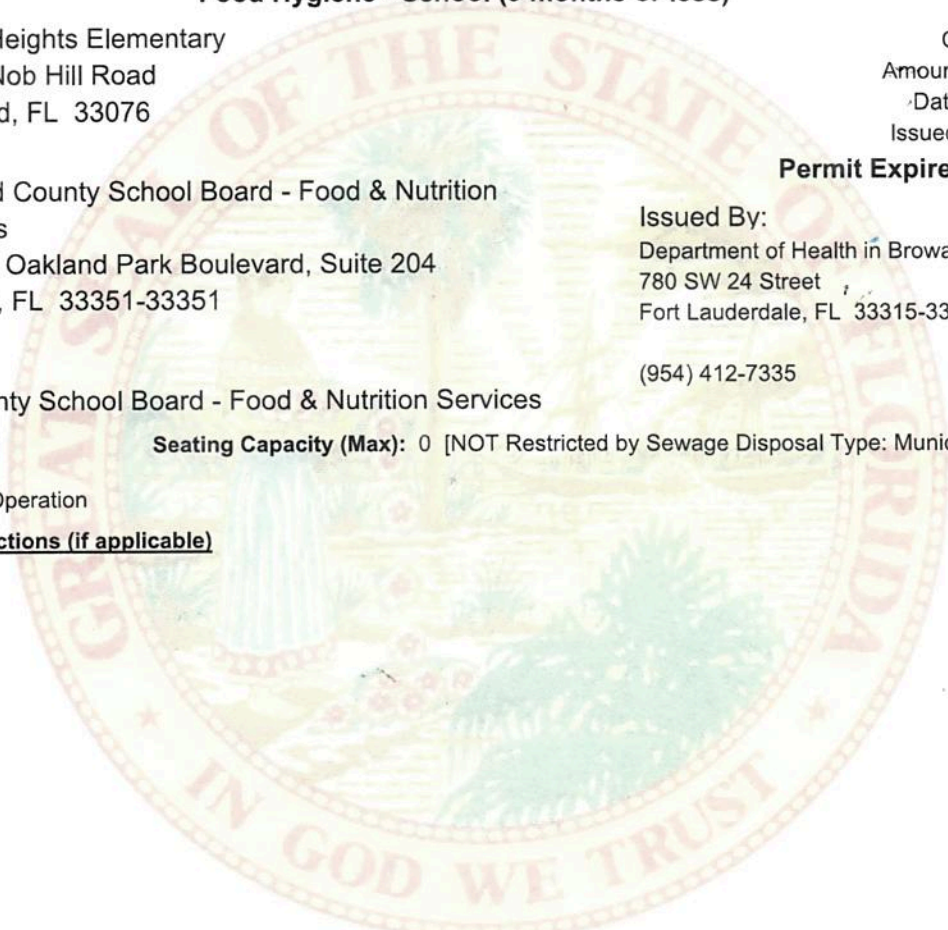 Food Hygiene - School (9 months or less)
Heights Elementary
Nob Hill Road
d, FL 33076
Amoun
Dat
Issued
Permit Expire
d County School Board - Food & Nutrition
s
Oakland Park Boulevard, Suite 204
, FL 33351-33351
Issued By:
Department of Health in Browa
780 SW 24 Street
Fort Lauderdale, FL 33315-33
(954) 412-7335
nty School Board - Food & Nutrition Services
Seating Capacity (Max): 0 [NOT Restricted by Sewage Disposal Type: Munic
Operation
ctions (if applicable)
GREAT SEAL OF THE STATE OF FLORIDA
IN GOD WE TRUST